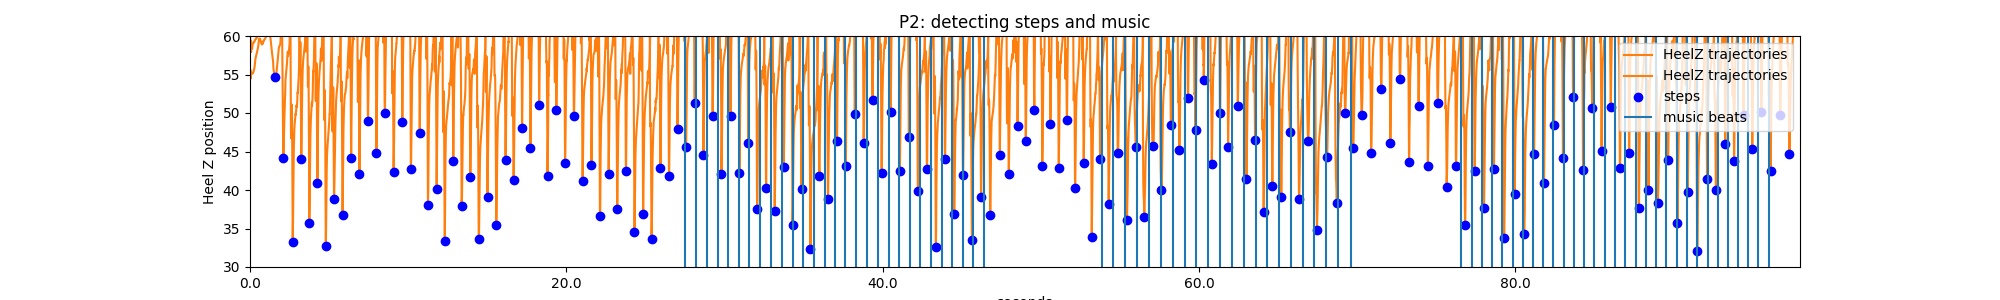 P2: detecting steps and music
60
55
50
45
40
35
30
Heel Z position
HeelZ trajectories
HeelZ trajectories
steps
music beats
0.0 20.0 40.0 60.0 80.0
seconds